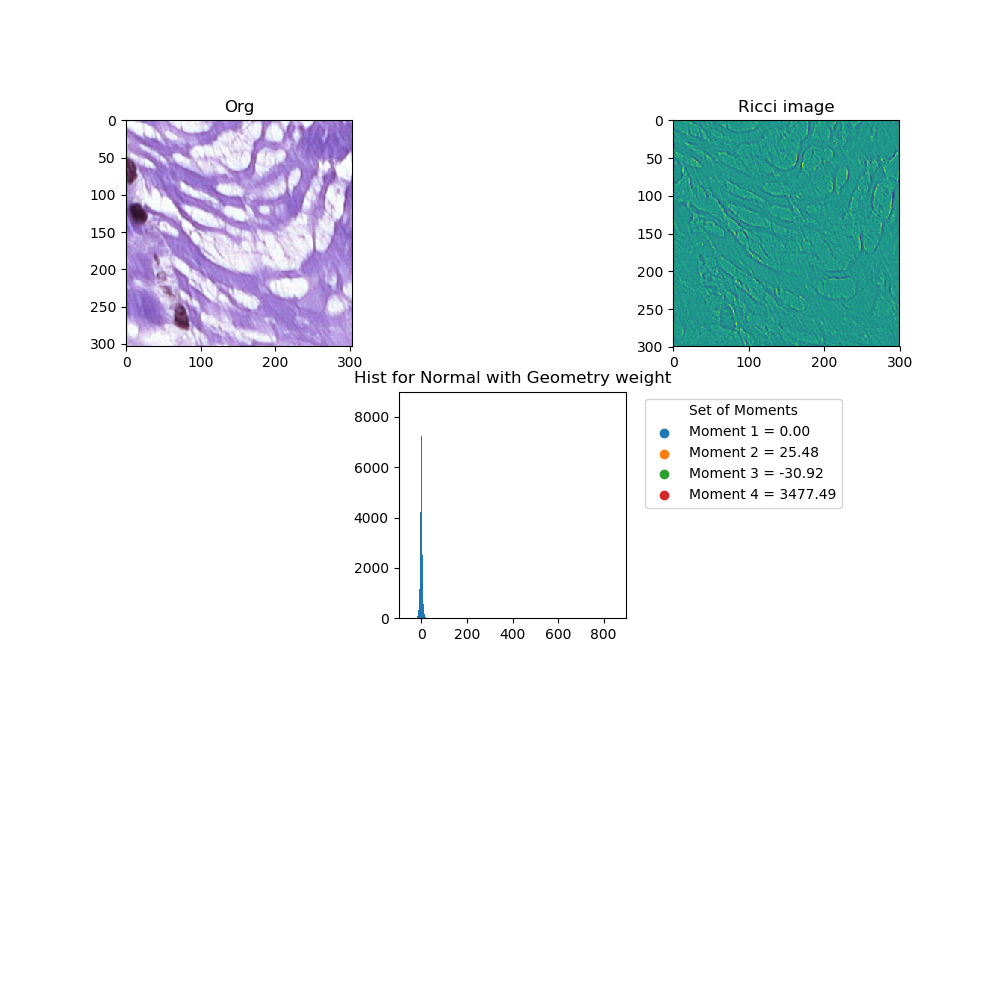 Org
Ricci image
0
50
100
150
200
250
300
0 100 200 300
0
50
100
150
200
250
300
0 100 200 300
Hist for Normal with Geometry weight
8000
6000
4000
2000
0
0 200 400 600 800
Set of Moments
Moment 1 = 0.00
Moment 2 = 25.48
Moment 3 = -30.92
Moment 4 = 3477.49